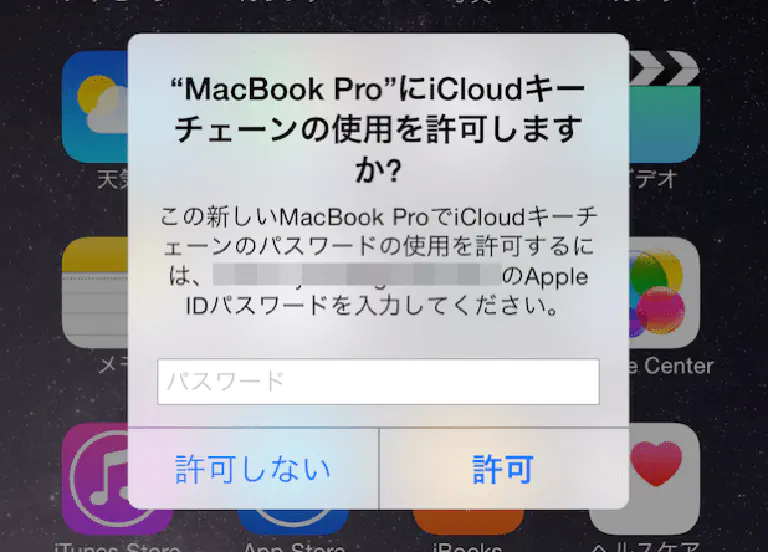 “MacBook Pro”にiCloudキー
チェーンの使用を許可します
か?
この新しいMacBook ProでiCloudキーチ
ェーンのパスワードの使用を許可するに
は、
のApple
IDパスワードを入力してください。
パスワード
許可しない
許可
天気
ビデオ
メモ
Center
iTunes Store
App Store
iBooks
ヘルスケア